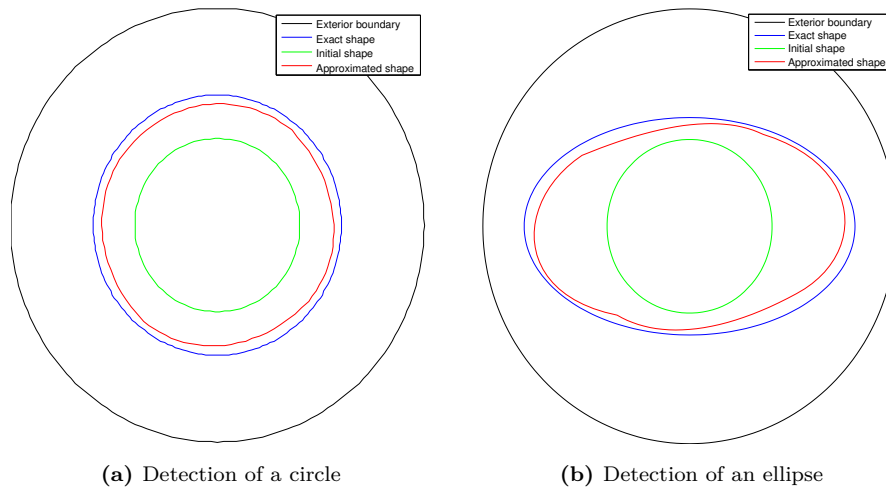 Exterior boundary
Exact shape
Initial shape
Approximated shape
Exterior boundary
Exact shape
Initial shape
Approximated shape
(a) Detection of a circle
(b) Detection of an ellipse